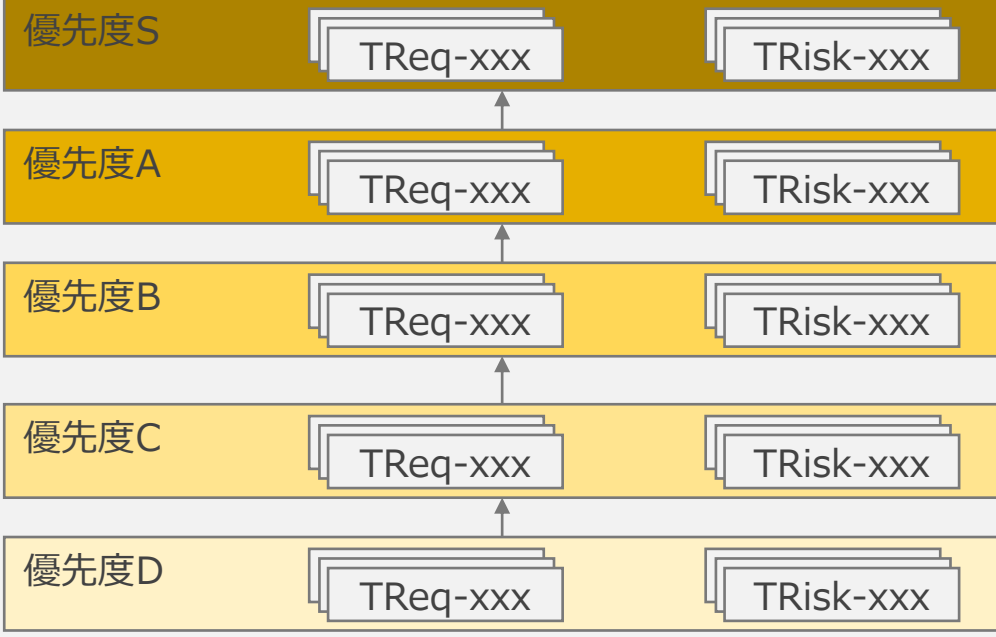 優先度S
TReq-xxx
TRisk-xxx
優先度A
TReq-xxx
TRisk-xxx
優先度B
TReq-xxx
TRisk-xxx
優先度C
TReq-xxx
TRisk-xxx
優先度D
TReq-xxx
TRisk-xxx